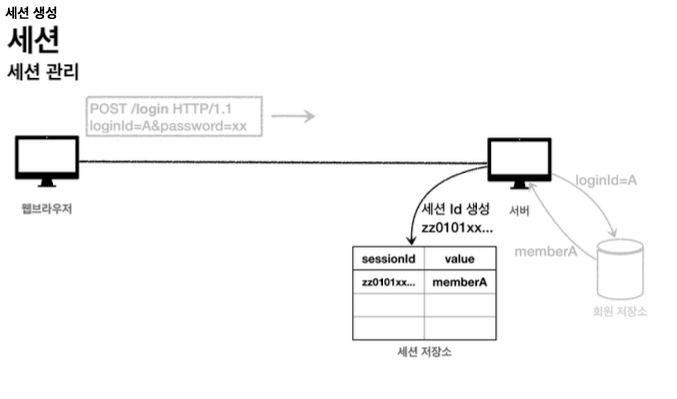 세션 생성
세션
세션 관리
POST /login HTTP/1.1
loginId=A&password=xx
웹브라우저
서버
loginId=A
세션 Id 생성
zz0101xx...
memberA
sessionId value
zz0101xx... memberA
회원 저장소
세션 저장소